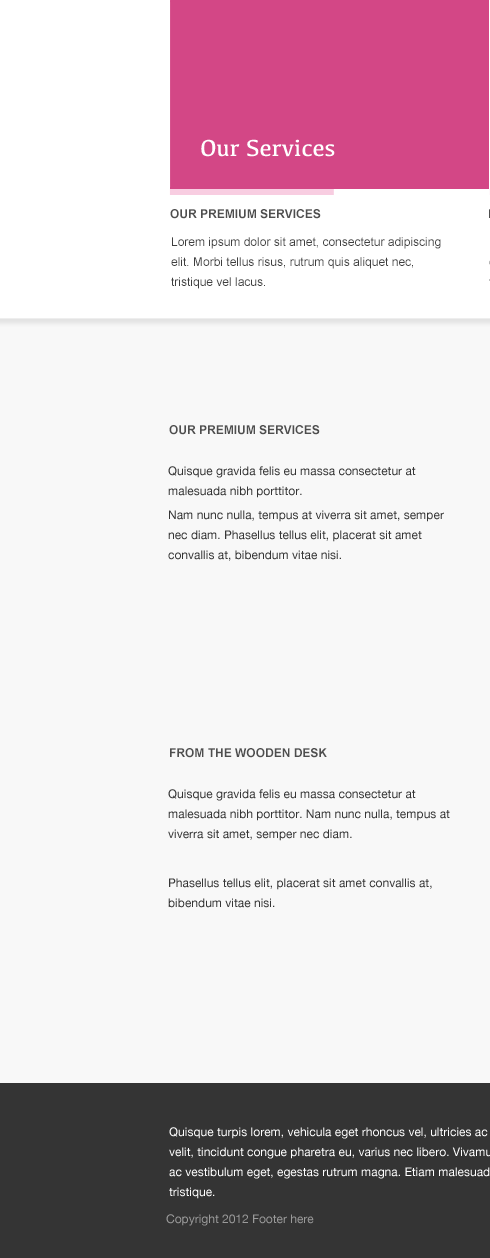 Our Services
OUR PREMIUM SERVICES
Lorem ipsum dolor sit amet, consectetur adipiscing
elit. Morbi tellus risus, rutrum quis aliquet nec,
tristique vel lacus.
OUR PREMIUM SERVICES
Quisque gravida felis eu massa consectetur at
malesuada nibh porttitor.
Nam nunc nulla, tempus at viverra sit amet, semper
nec diam. Phasellus tellus elit, placerat sit amet
convallis at, bibendum vitae nisi.
FROM THE WOODEN DESK
Quisque gravida felis eu massa consectetur at
malesuada nibh porttitor. Nam nunc nulla, tempus at
viverra sit amet, semper nec diam.
Phasellus tellus elit, placerat sit amet convallis at,
bibendum vitae nisi.
Quisque turpis lorem, vehicula eget rhoncus vel, ultricies ac
velit, tincidunt congue pharetra eu, varius nec libero. Vivamu
ac vestibulum eget, egestas rutrum magna. Etiam malesuad
tristique.
Copyright 2012 Footer here